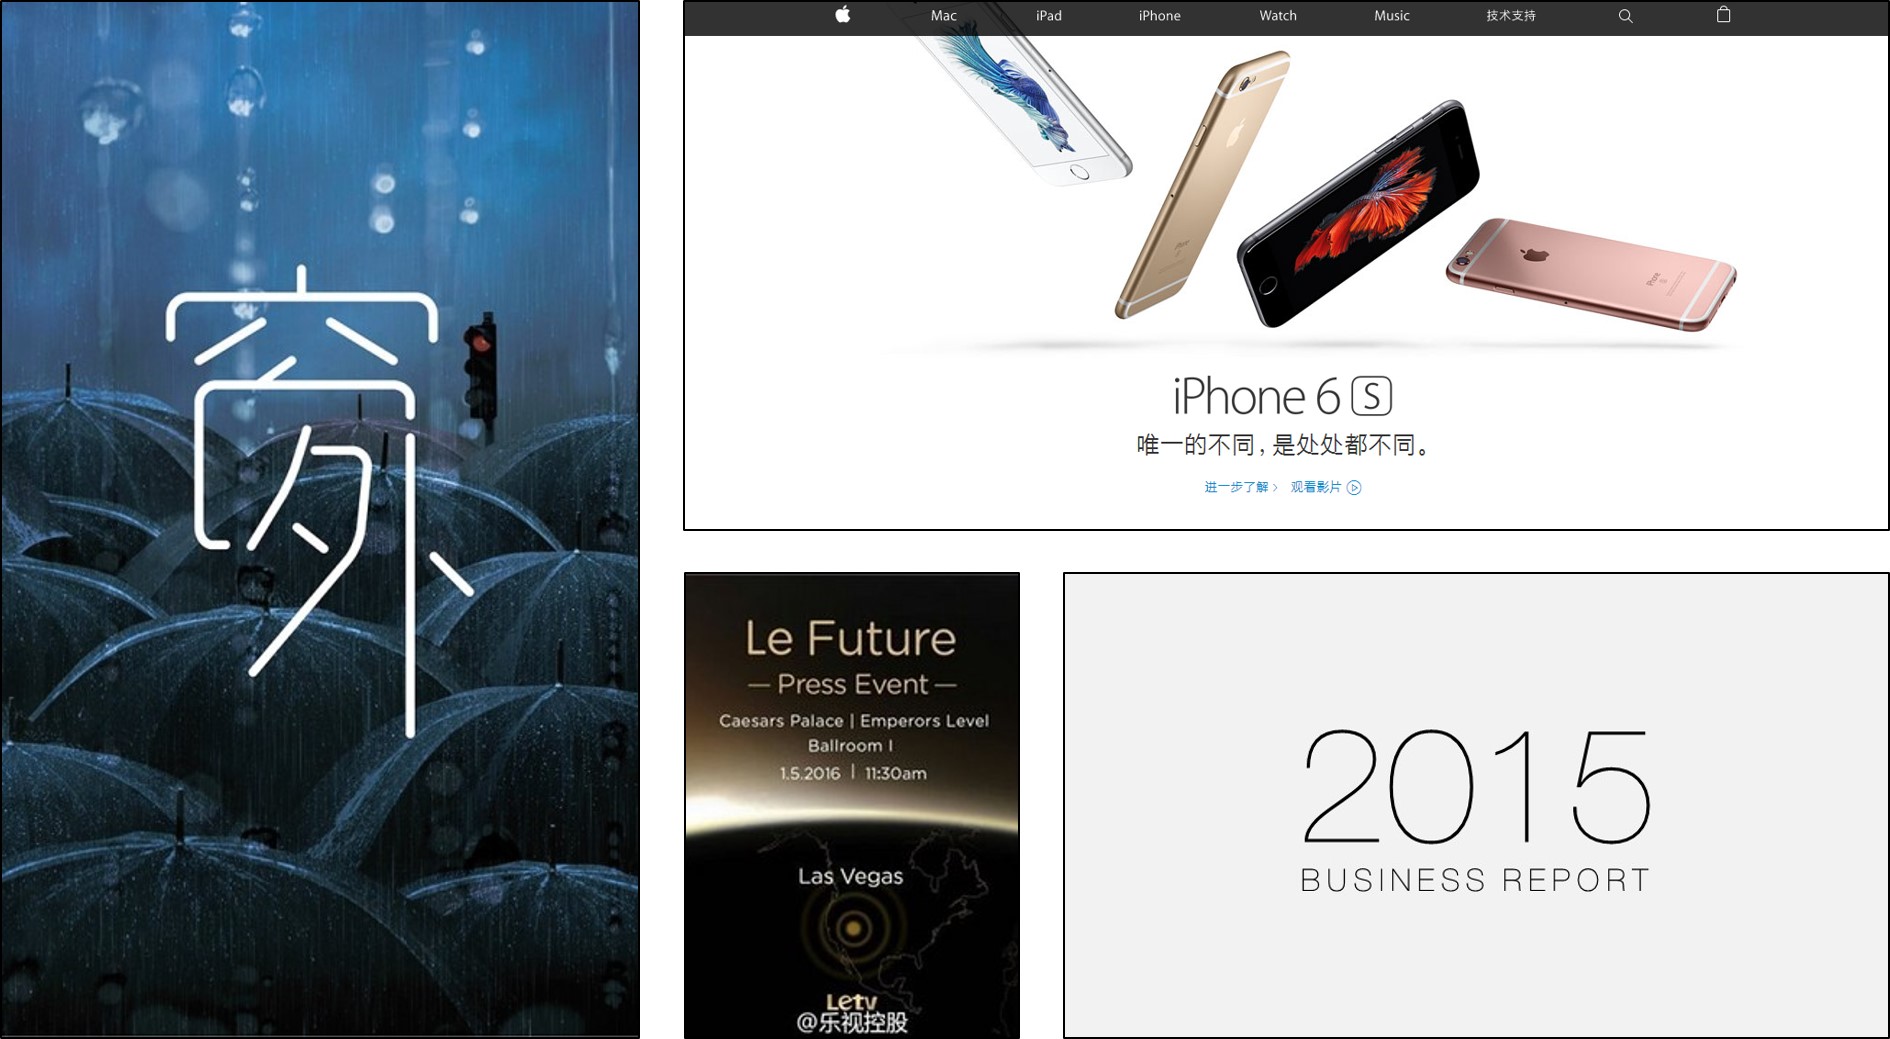 窗外
Mac iPad iPhone Watch Music 技术支持
iPhone 6 S
唯一的不同，是处处都不同。
进一步了解 > 观看影片
Le Future
— Press Event —
Caesars Palace | Emperors Level
Ballroom I
1.5.2016 | 11:30am
Las Vegas
Letv
@乐视控股
2015
BUSINESS REPORT